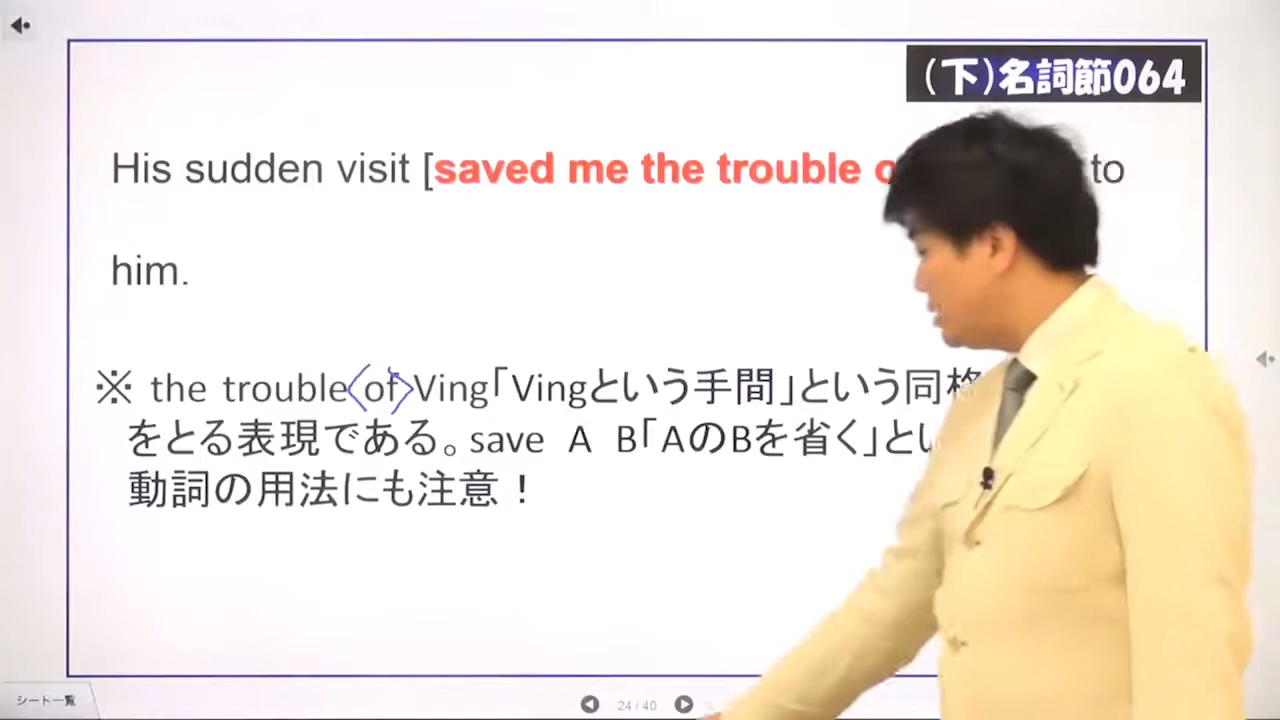 (下)名詞節064
His sudden visit [saved me the trouble to
him.
※ the trouble of Ving「Vingという手間」という同格
をとる表現である。save A B「AのBを省く」とい
動詞の用法にも注意！
シート一覧
24 / 40